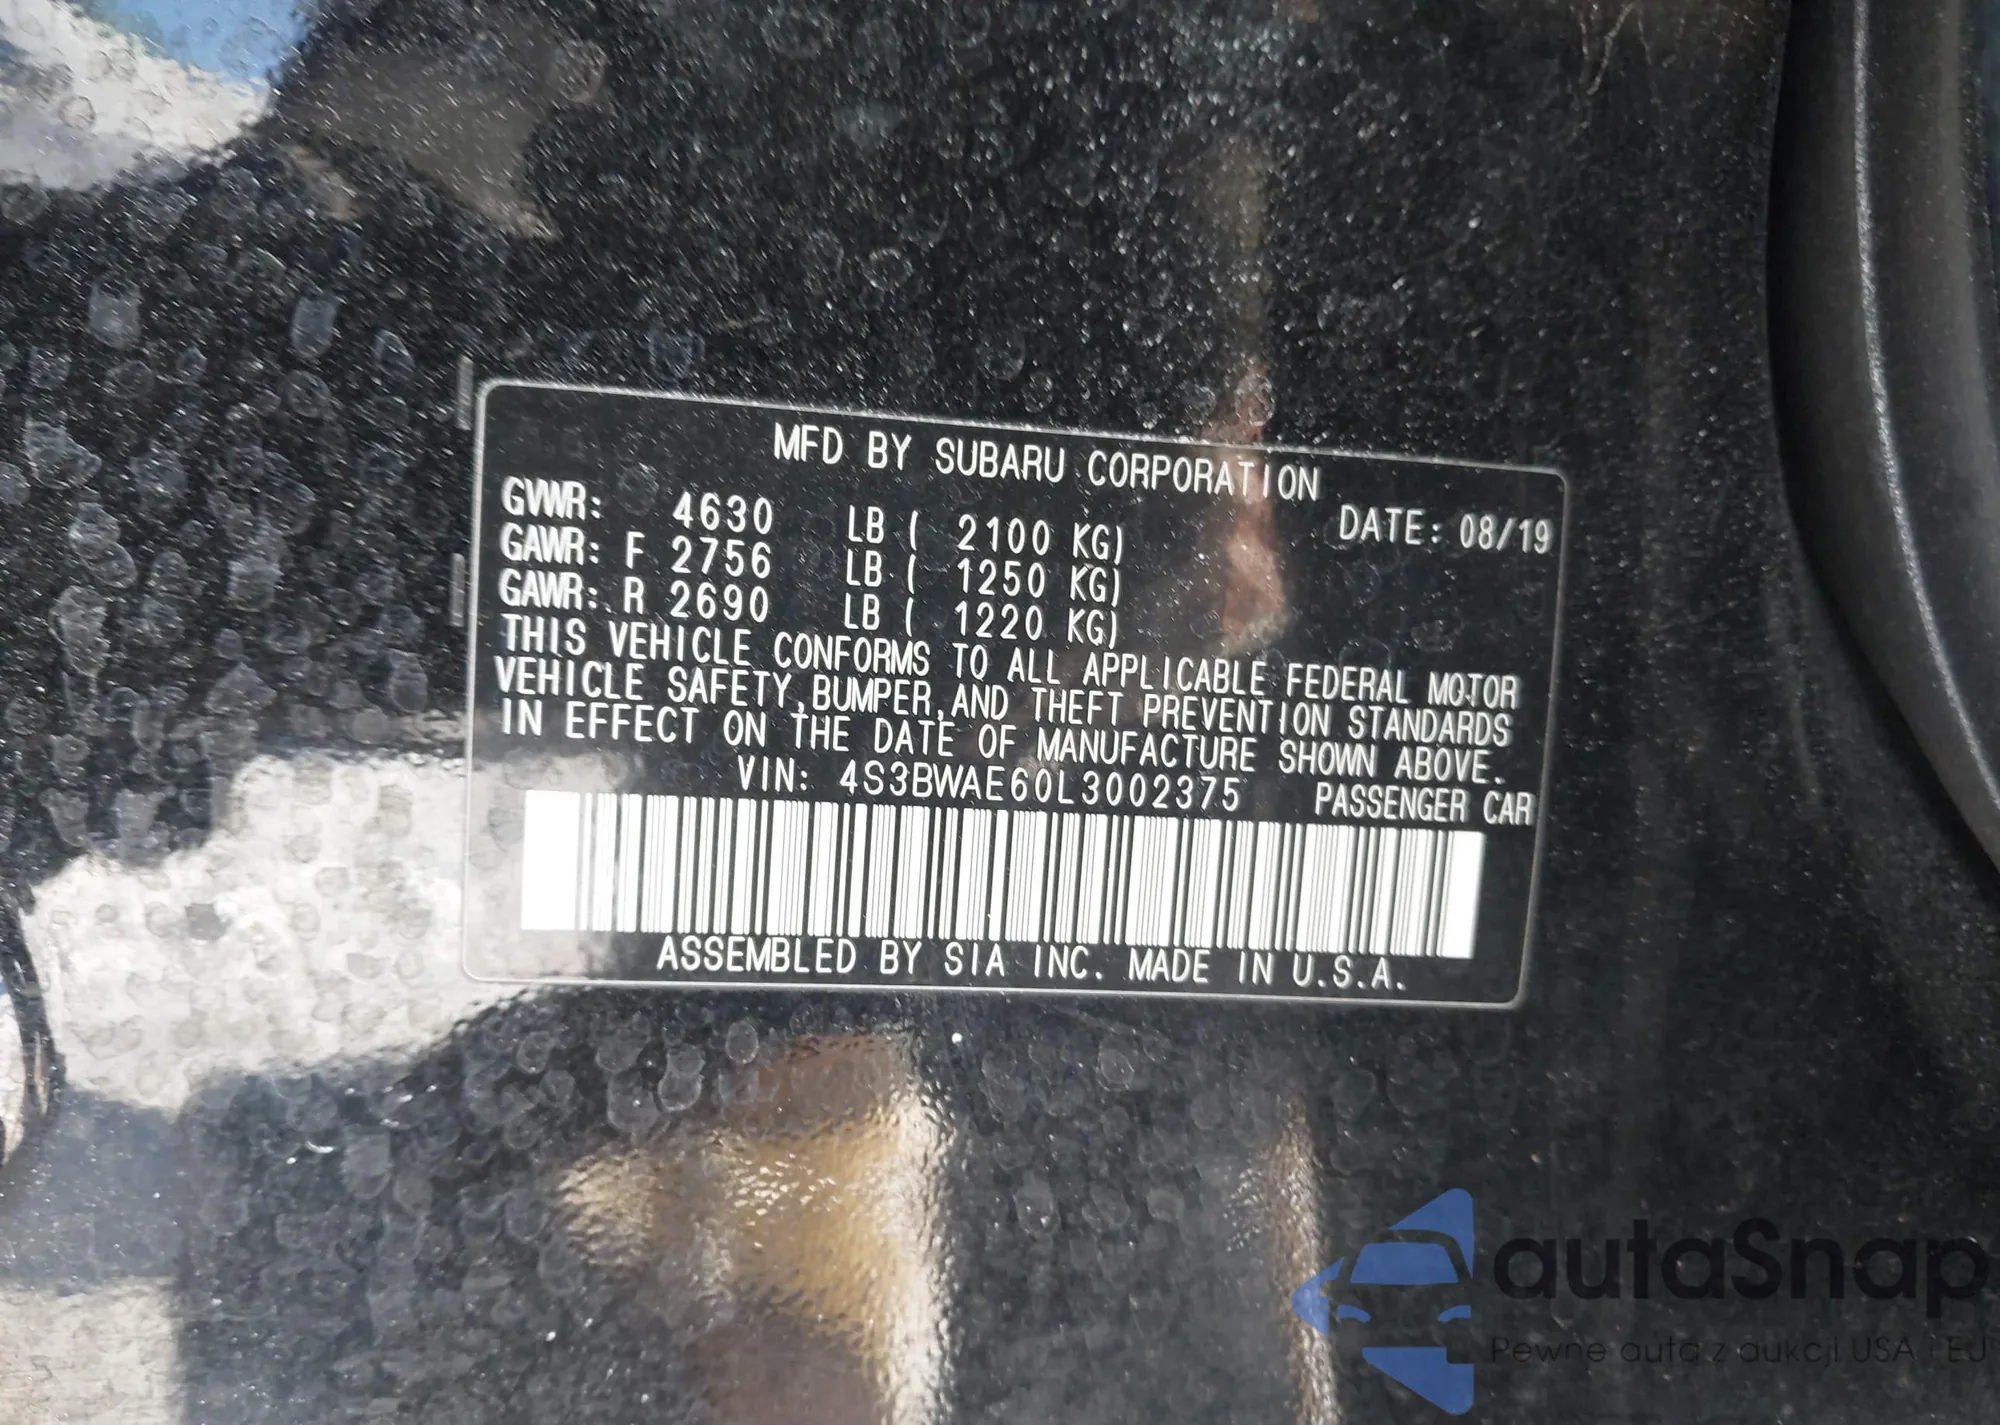 MFD BY SUBARU CORPORATION
DATE: 08/19
GVWR: 4630 LB ( 2100 KG)
GAWR: F 2756 LB ( 1250 KG)
GAWR: R 2690 LB ( 1220 KG)
THIS VEHICLE CONFORMS TO ALL APPLICABLE FEDERAL MOTOR
VEHICLE SAFETY, BUMPER, AND THEFT PREVENTION STANDARDS
IN EFFECT ON THE DATE OF MANUFACTURE SHOWN ABOVE.
VIN: 4S3BWAE60L3002375 PASSENGER CAR
ASSEMBLED BY SIA INC. MADE IN U.S.A.
autaSnap
Pewne auta z aukcji USA i EU